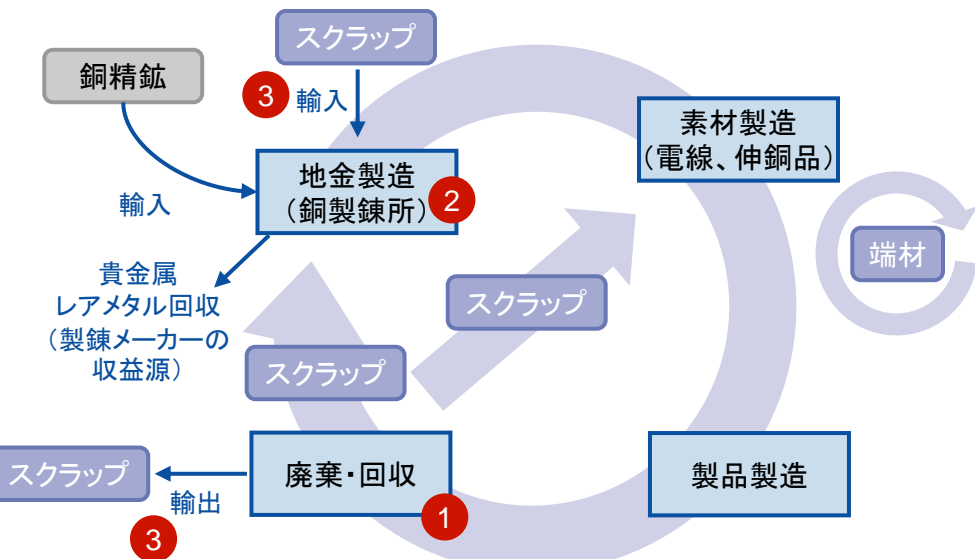 スクラップ
銅精鉱
3
輸入
素材製造
（電線、伸銅品）
地金製造
（銅製錬所）
2
輸入
端材
貴金属
レアメタル回収
（製錬メーカーの
収益源）
スクラップ
スクラップ
廃棄・回収
1
製品製造
スクラップ
輸出
3